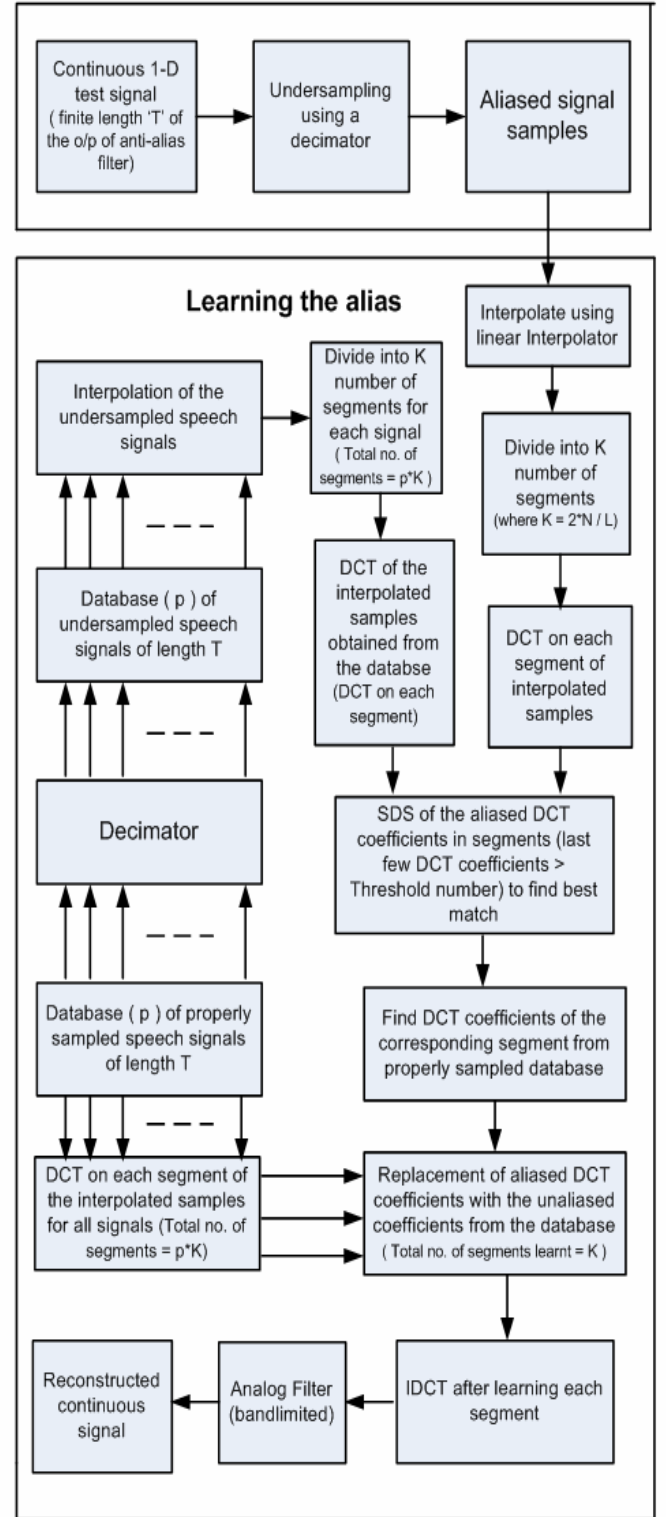 Continuous 1-D
test signal
( finite length 'T' of
the o/p of anti-alias
filter)
Undersampling
using a
decimator
Aliased signal
samples
Learning the alias
Interpolate using
linear Interpolator
Interpolation of the
undersampled speech
signals
Divide into K
number of
segments for
each signal
( Total no. of
segments = p*K )
Divide into K
number of
segments
(where K = 2*N / L)
Database ( p ) of
undersampled speech
signals of length T
DCT of the
interpolated
samples
obtained from
the databse
(DCT on each
segment)
DCT on each
segment of
interpolated
samples
Decimator
SDS of the aliased DCT
coefficients in segments (last
few DCT coefficients >
Threshold number) to find best
match
Database ( p ) of properly
sampled speech signals
of length T
Find DCT coefficients of the
corresponding segment from
properly sampled database
DCT on each segment of
the interpolated samples
for all signals (Total no. of
segments = p*K)
Replacement of aliased DCT
coefficients with the unaliased
coefficients from the database
( Total no. of segments learnt = K )
Reconstructed
continuous
signal
Analog Filter
(bandlimited)
IDCT after learning each
segment